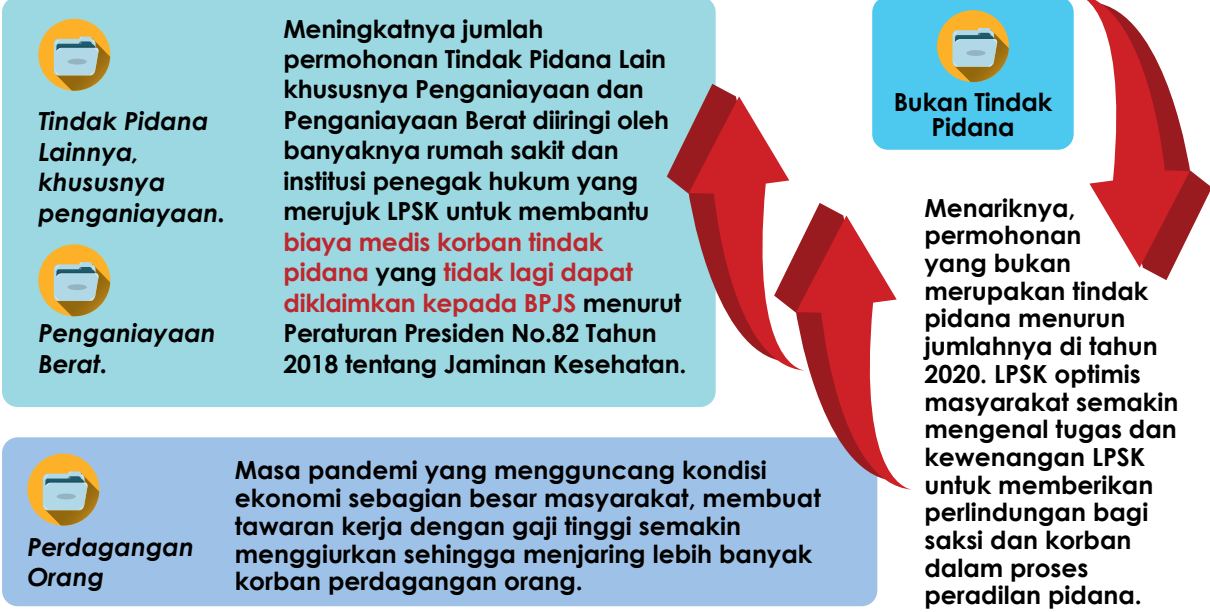 Tindak Pidana
Lainnya,
khususnya
penganiayaan.
Penganiayaan
Berat.
Meningkatnya jumlah
permohonan Tindak Pidana Lain
khususnya Penganiayaan dan
Penganiayaan Berat diiringi oleh
banyaknya rumah sakit dan
institusi penegak hukum yang
merujuk LPSK untuk membantu
biaya medis korban tindak
pidana yang tidak lagi dapat
diklaimkan kepada BPJS menurut
Peraturan Presiden No.82 Tahun
2018 tentang Jaminan Kesehatan.
Perdagangan
Orang
Masa pandemi yang mengguncang kondisi
ekonomi sebagian besar masyarakat, membuat
tawaran kerja dengan gaji tinggi semakin
menggiurkan sehingga menjaring lebih banyak
korban perdagangan orang.
Bukan Tindak
Pidana
Menariknya,
permohonan
yang bukan
merupakan tindak
pidana menurun
jumlahnya di tahun
2020. LPSK optimis
masyarakat semakin
mengenal tugas dan
kewenangan LPSK
untuk memberikan
perlindungan bagi
saksi dan korban
dalam proses
peradilan pidana.